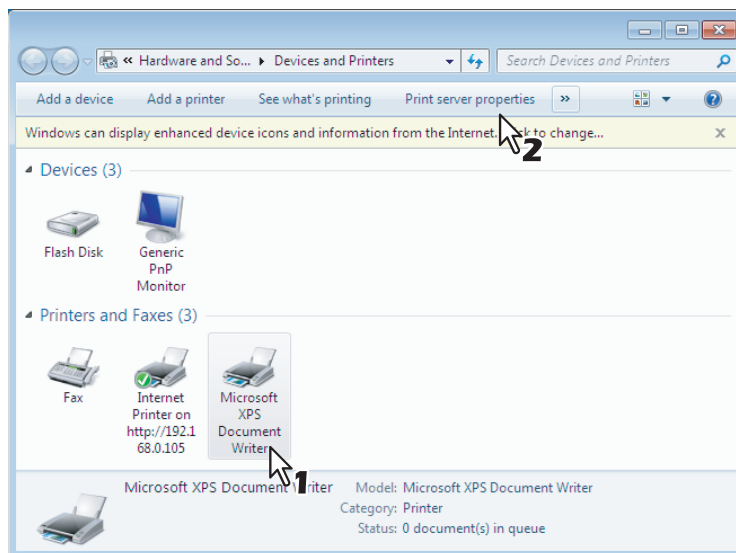 « Hardware and So... ▸ Devices and Printers
Search Devices and Printers
Add a device Add a printer See what's printing Print server properties »
Windows can display enhanced device icons and information from the Internet. to change...
2
Devices (3)
Flash Disk
Generic
PnP
Monitor
Printers and Faxes (3)
Fax
Internet
Printer on
http://192.1
68.0.105
Microsoft
XPS
Document
Writer
1
Microsoft XPS Document Writer
Model: Microsoft XPS Document Writer
Category: Printer
Status: 0 document(s) in queue